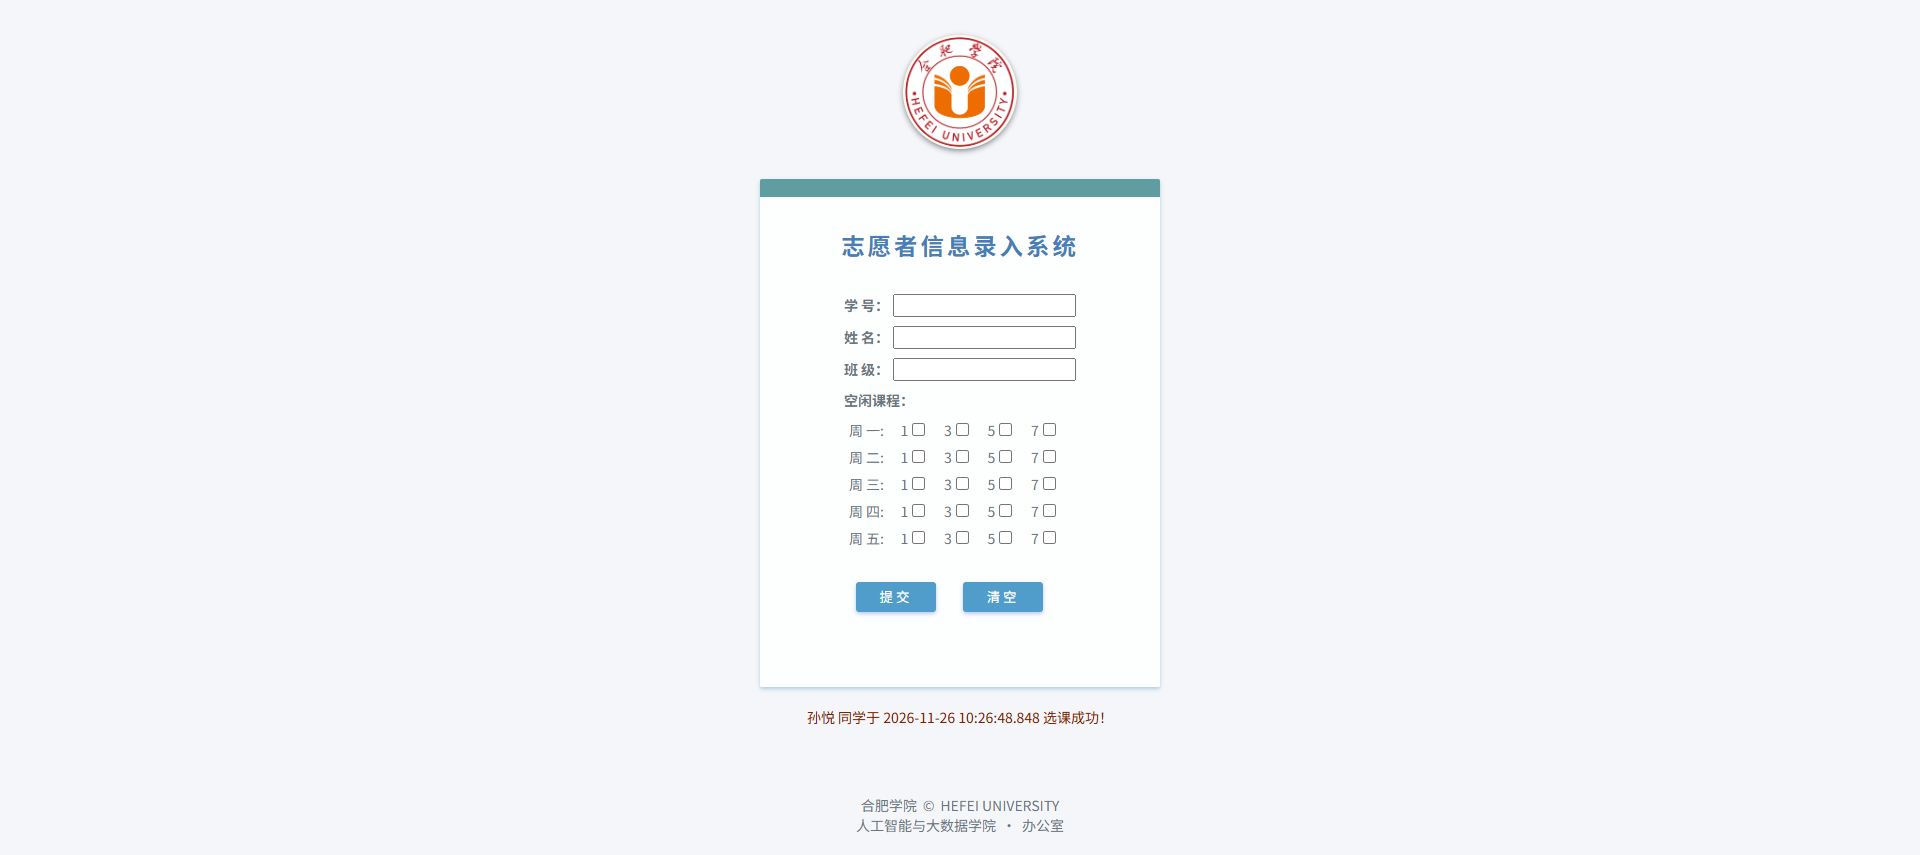 合肥學院
HEFEI UNIVERSITY
志愿者信息录入系统
学 号：
姓 名：
班 级：
空闲课程：
周 一: 1 3 5 7
周 二: 1 3 5 7
周 三: 1 3 5 7
周 四: 1 3 5 7
周 五: 1 3 5 7
提 交 清 空
孙悦 同学于 2026-11-26 10:26:48.848 选课成功！
合肥学院 © HEFEI UNIVERSITY
人工智能与大数据学院 · 办公室